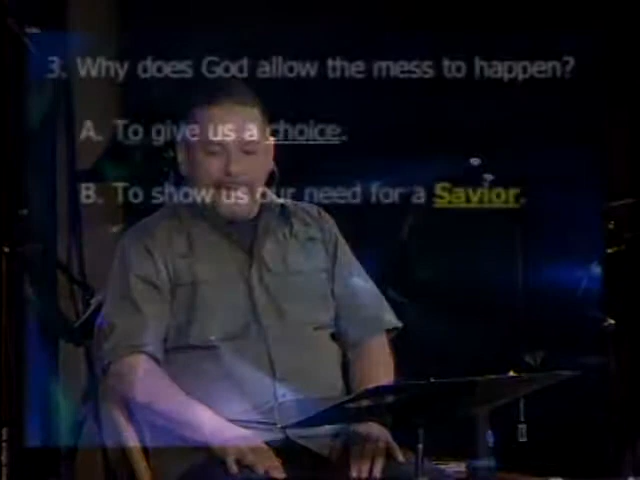 3. Why does God allow the mess to happen?
A. To give us a choice.
B. To show us our need for a Savior.